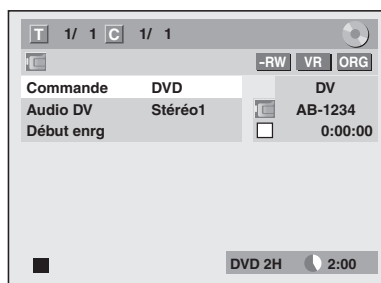 T 1/ 1 C 1/ 1
-RW VR ORG
Commande DVD DV
Audio DV Stéréo1 AB-1234
Début enrg 0:00:00
DVD 2H 2:00